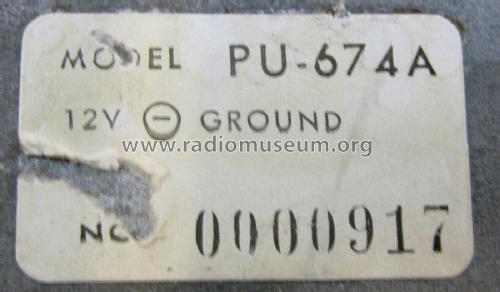 MODEL PU-674A
12V ⊖ GROUND
www.radiomuseum.org
NO 0000917